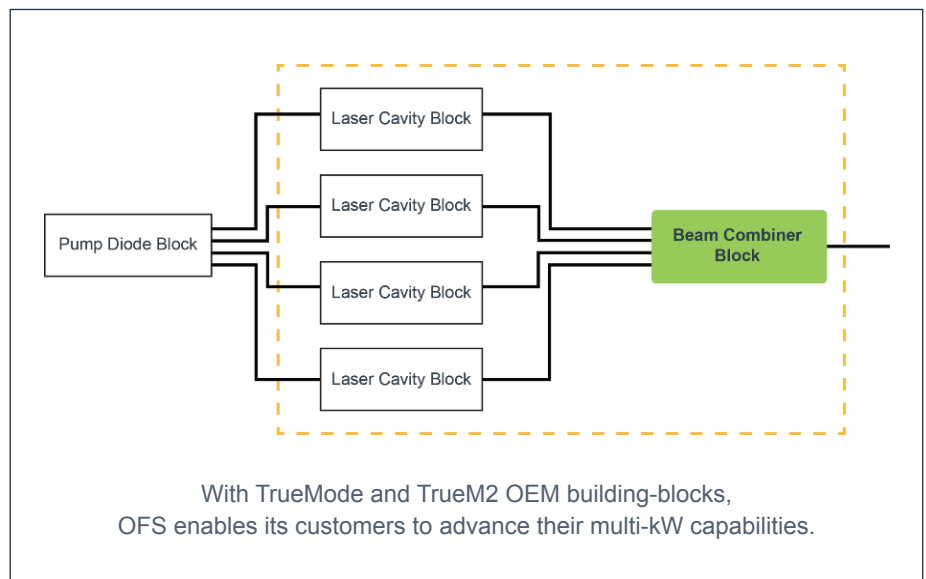 Laser Cavity Block
Laser Cavity Block
Pump Diode Block
Beam Combiner
Block
Laser Cavity Block
Laser Cavity Block
With TrueMode and TrueM2 OEM building-blocks,
OFS enables its customers to advance their multi-kW capabilities.